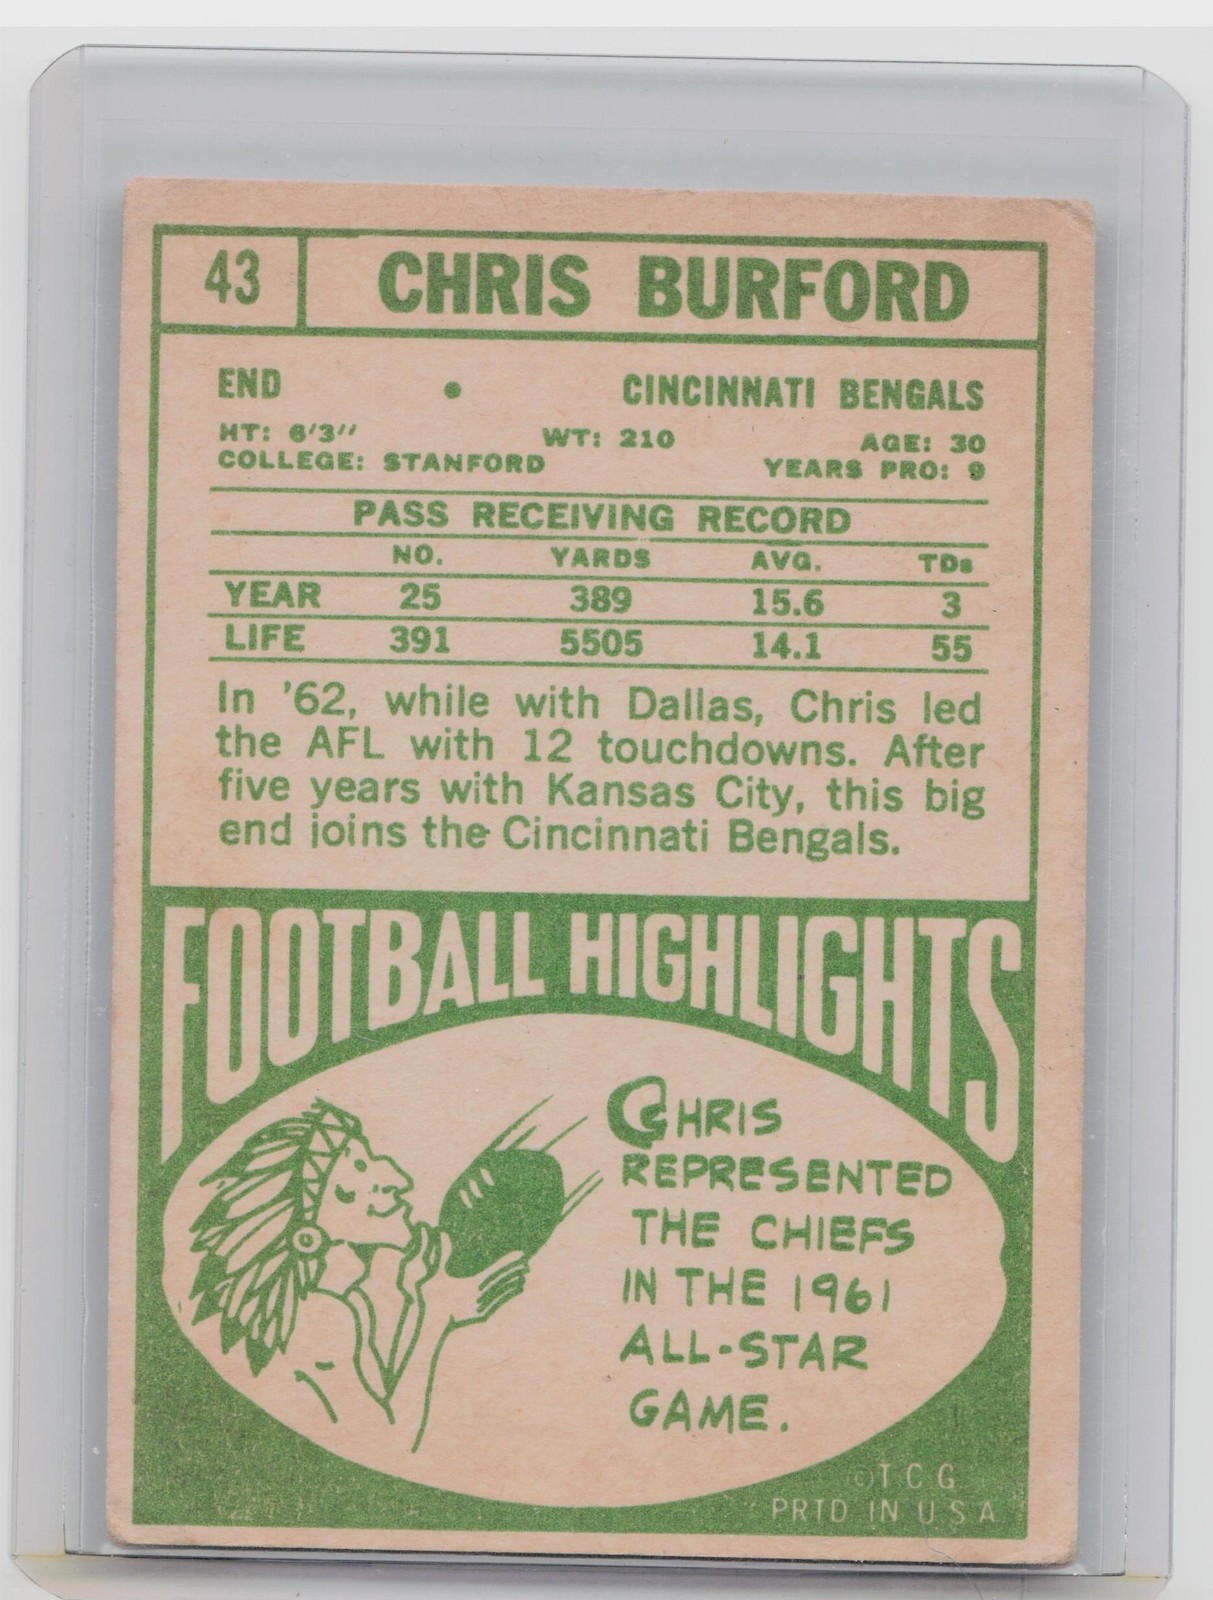 43 CHRIS BURFORD
END • CINCINNATI BENGALS
HT: 6'3" WT: 210 AGE: 30
COLLEGE: STANFORD YEARS PRO: 9
PASS RECEIVING RECORD
NO. YARDS AVG. TDs
YEAR 25 389 15.6 3
LIFE 391 5505 14.1 55
In '62, while with Dallas, Chris led
the AFL with 12 touchdowns. After
five years with Kansas City, this big
end joins the Cincinnati Bengals.
FOOTBALL HIGHLIGHTS
CHRIS
REPRESENTED
THE CHIEFS
IN THE 1961
ALL-STAR
GAME.
© T C G
PRTD IN U S A